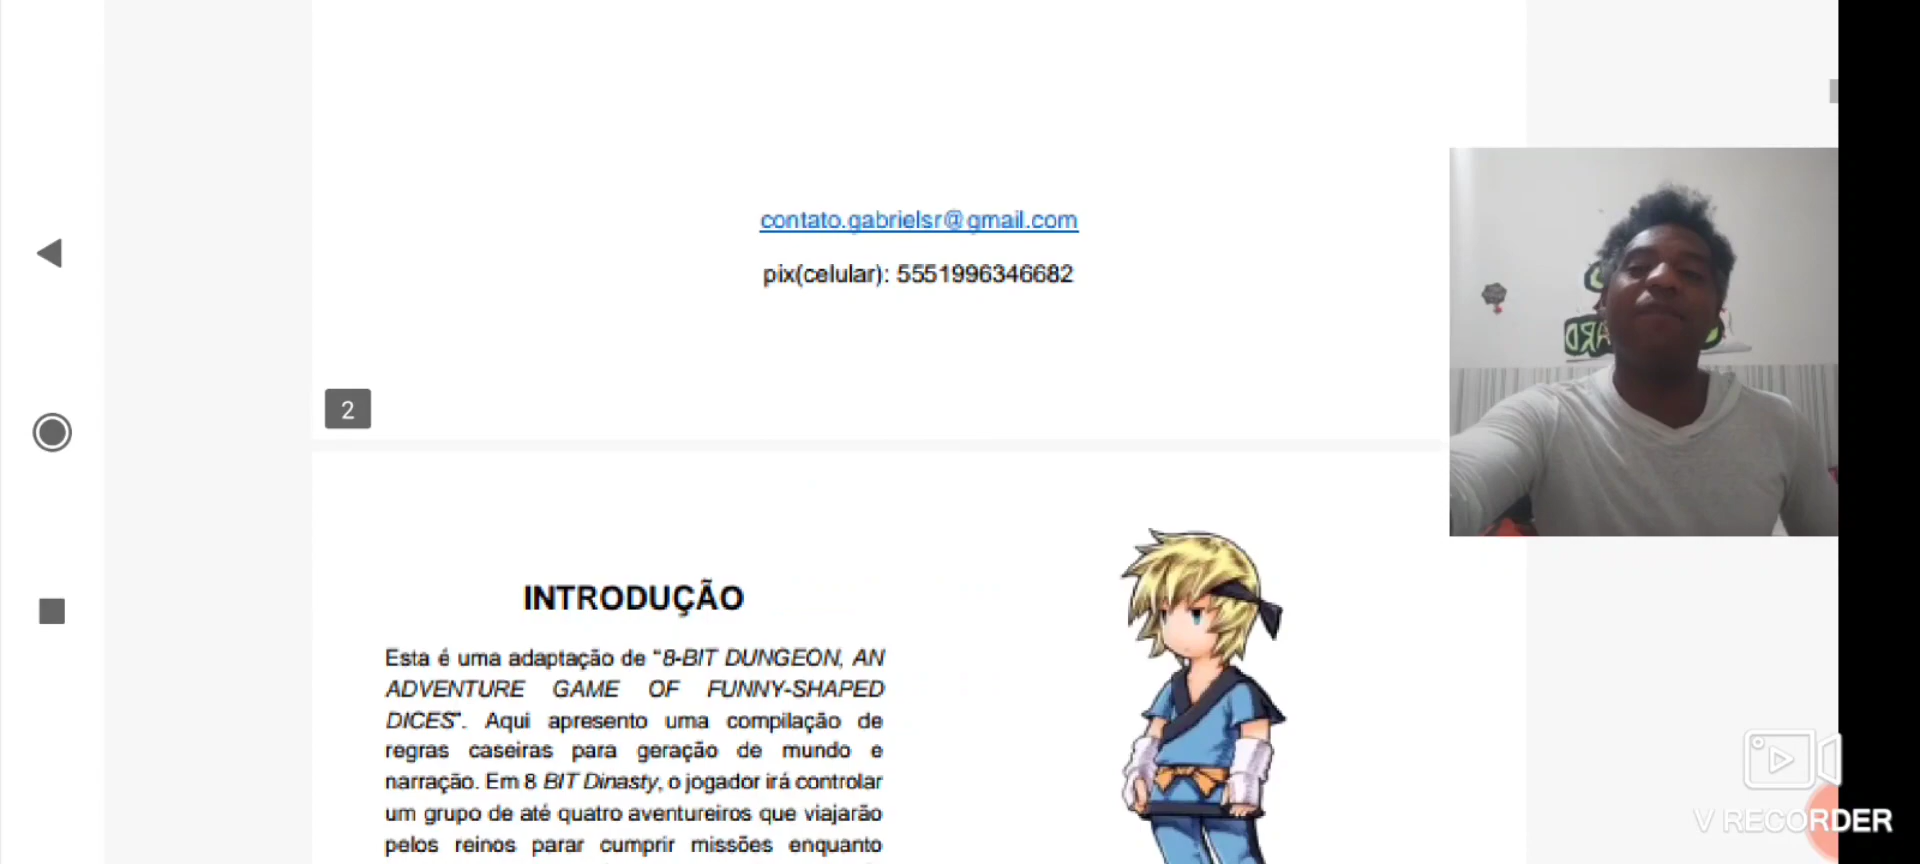 contato.gabrielsr@gmail.com
pix(celular): 5551996346682
2
INTRODUÇÃO
Esta é uma adaptação de "8-BIT DUNGEON, AN
ADVENTURE GAME OF FUNNY-SHAPED
DICES". Aqui apresento uma compilação de
regras caseiras para geração de mundo e
narração. Em 8 BIT Dinasty, o jogador irá controlar
um grupo de até quatro aventureiros que viajarão
pelos reinos parar cumprir missões enquanto
V RECORDER